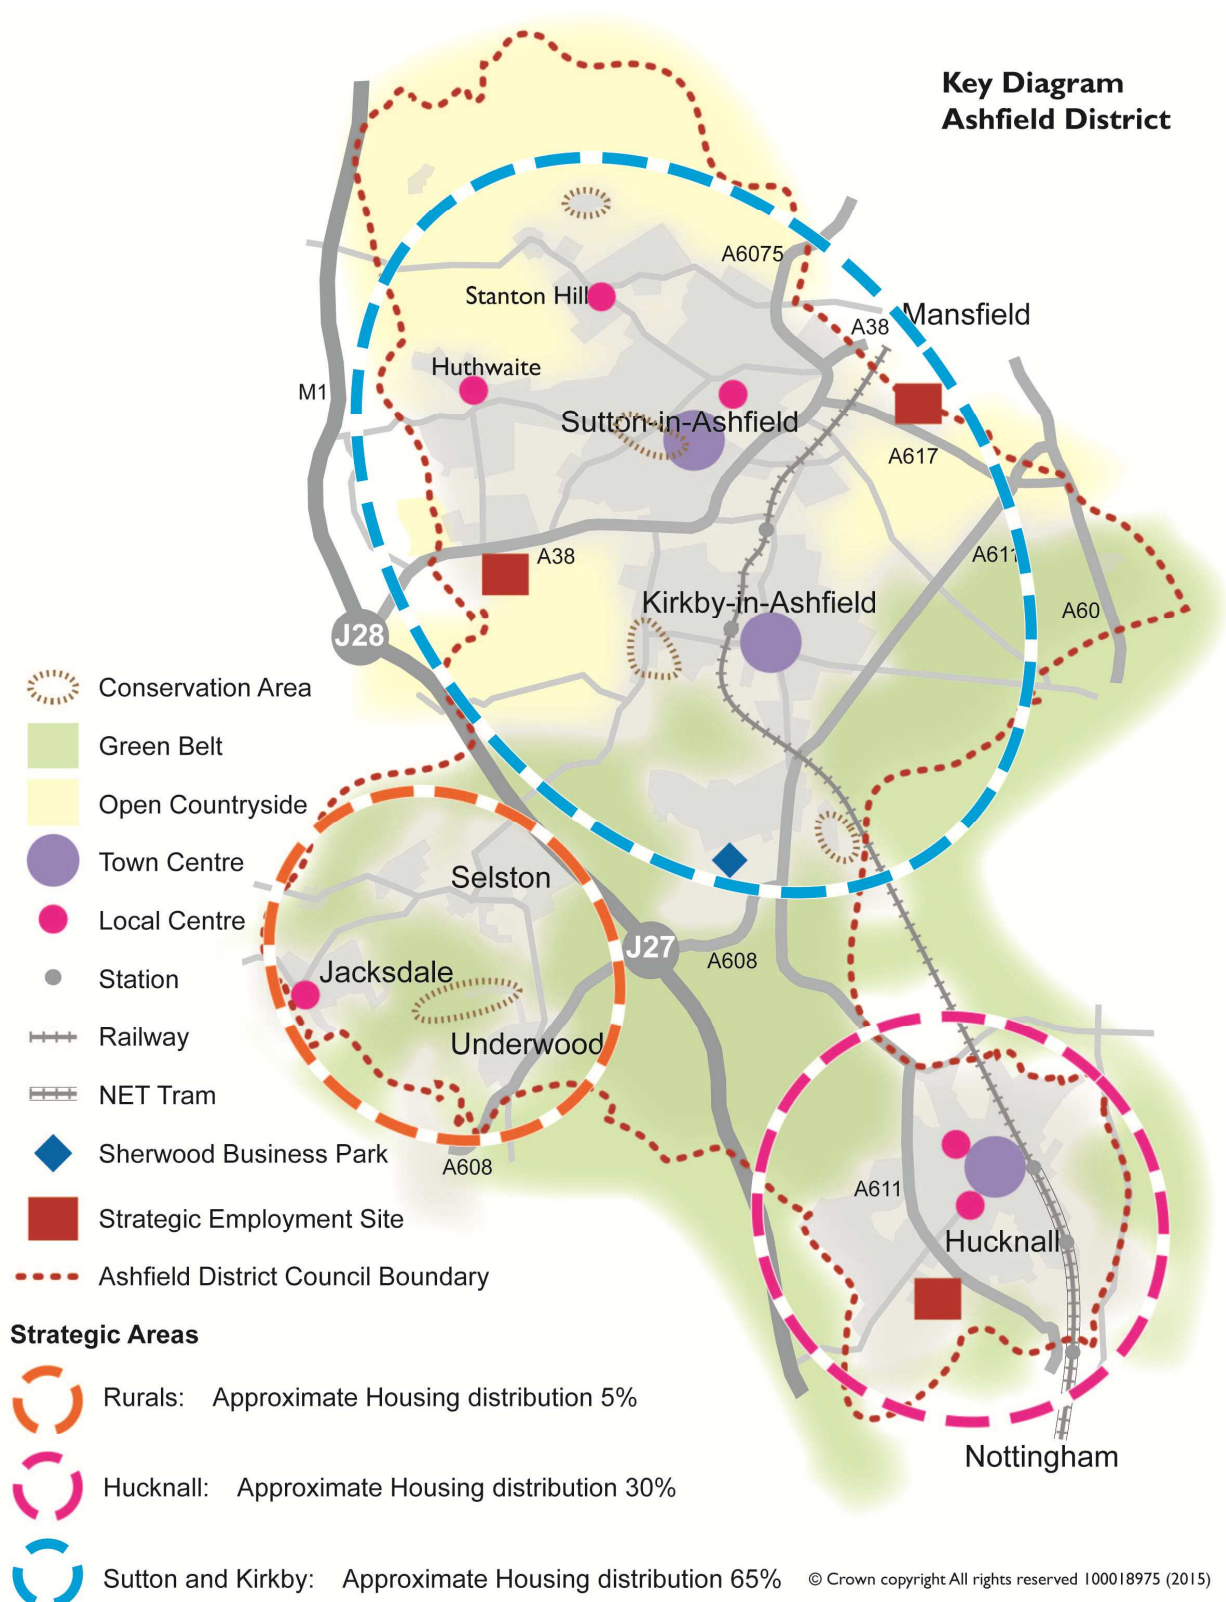 Key Diagram
Ashfield District
A6075
Stanton Hill
Mansfield
A38
Huthwaite
M1
Sutton-in-Ashfield
A617
A38
A611
Kirkby-in-Ashfield
A60
J28
Conservation Area
Green Belt
Open Countryside
Town Centre
Local Centre
Station
Railway
NET Tram
Sherwood Business Park
Strategic Employment Site
Ashfield District Council Boundary
Selston
J27
A608
Jacksdale
Underwood
A608
A611
Hucknall
Nottingham
Strategic Areas
Rurals: Approximate Housing distribution 5%
Hucknall: Approximate Housing distribution 30%
Sutton and Kirkby: Approximate Housing distribution 65%
© Crown copyright All rights reserved 100018975 (2015)